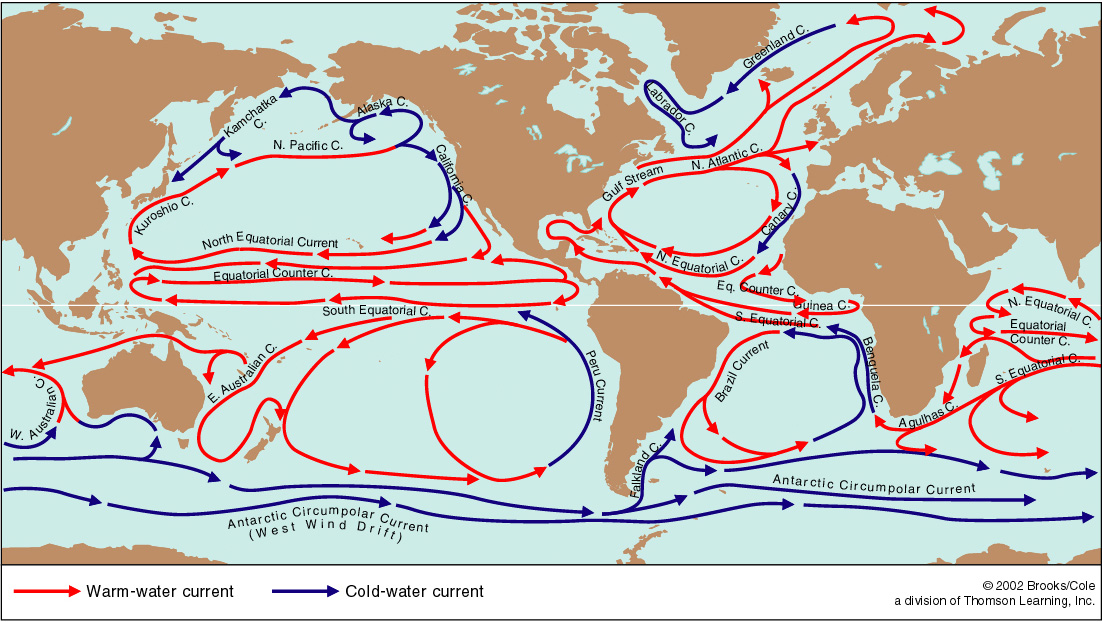 Greenland C.
Labrador C.
Kamchatka
C.
Alaska C.
N. Pacific C.
California C.
N. Atlantic C.
Gulf Stream
Kuroshio C.
Canary C.
North Equatorial Current
N. Equatorial C.
Equatorial Counter C.
Eq. Counter C.
Guinea C.
N. Equatorial C.
South Equatorial C.
S. Equatorial C.
Equatorial
Counter C.
E. Australian C.
Peru Current
Brazil Current
Benguela C.
S. Equatorial C.
W. Australian C.
Agulhas C.
Falkland C.
Antarctic Circumpolar Current
Antarctic Circumpolar Current
(West Wind Drift)
Warm-water current
Cold-water current
© 2002 Brooks/Cole
a division of Thomson Learning, Inc.